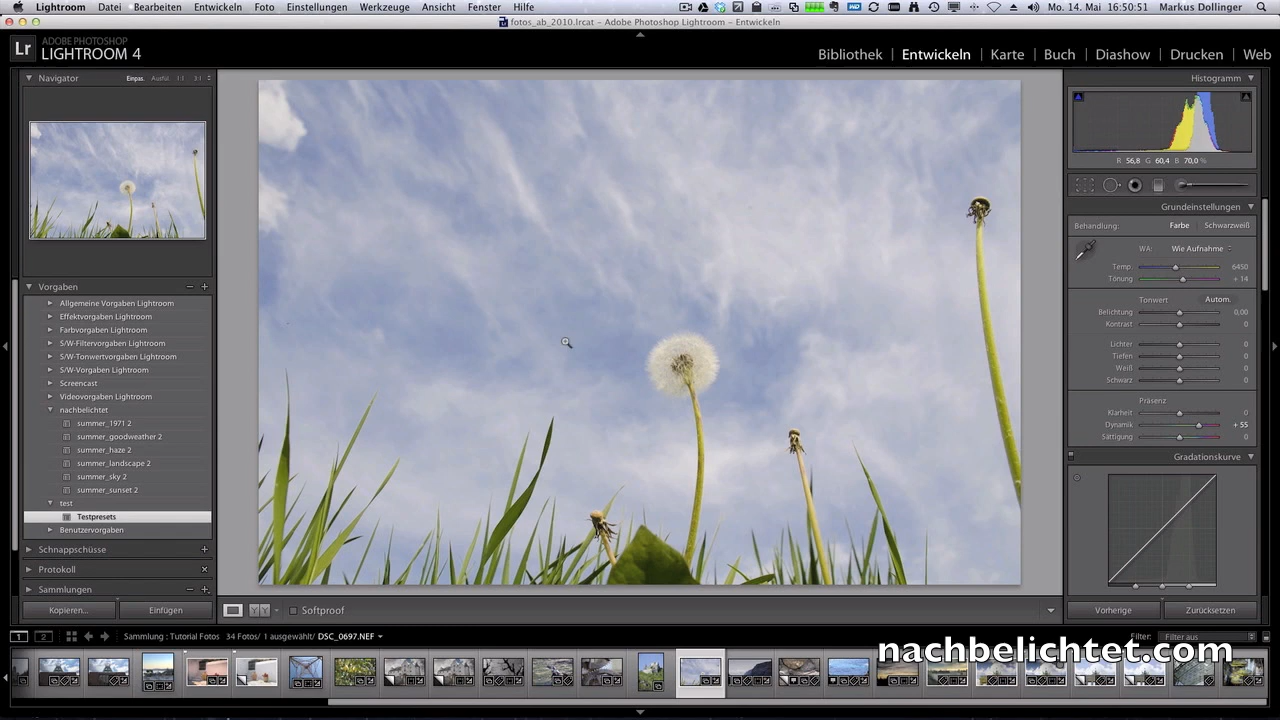 Lightroom Datei Bearbeiten Entwickeln Foto Einstellungen Werkzeuge Ansicht Fenster Hilfe Mo. 14. Mai 16:50:51 Markus Dollinger
fotos_ab_2010.lrcat – Adobe Photoshop Lightroom – Entwickeln
Lr ADOBE PHOTOSHOP
LIGHTROOM 4
Bibliothek Entwickeln Karte Buch Diashow Drucken Web
Navigator Einpas. Ausfül. 1:1 3:1
Vorgaben
Allgemeine Vorgaben Lightroom
Effektvorgaben Lightroom
Farbvorgaben Lightroom
S/W-Filtervorgaben Lightroom
S/W-Tonwertvorgaben Lightroom
S/W-Vorgaben Lightroom
Screencast
Videovorgaben Lightroom
nachbelichtet
summer_1971 2
summer_goodweather 2
summer_haze 2
summer_landscape 2
summer_sky 2
summer_sunset 2
test
Testpresets
Benutzervorgaben
Schnappschüsse
Protokoll
Sammlungen
Kopieren... Einfügen
Softproof
Histogramm
R 56,8 G 60,4 B 70,0 %
Grundeinstellungen
Behandlung: Farbe Schwarzweiß
WA: Wie Aufnahme
Temp. 6450
Tönung + 14
Tonwert Autom.
Belichtung 0,00
Kontrast 0
Lichter 0
Tiefen 0
Weiß 0
Schwarz 0
Präsenz
Klarheit 0
Dynamik + 55
Sättigung 0
Gradationskurve
Vorherige Zurücksetzen
1 2 Sammlung : Tutorial Fotos 34 Fotos/ 1 ausgewählt/ DSC_0697.NEF Filter: Filter aus
nachbelichtet.com